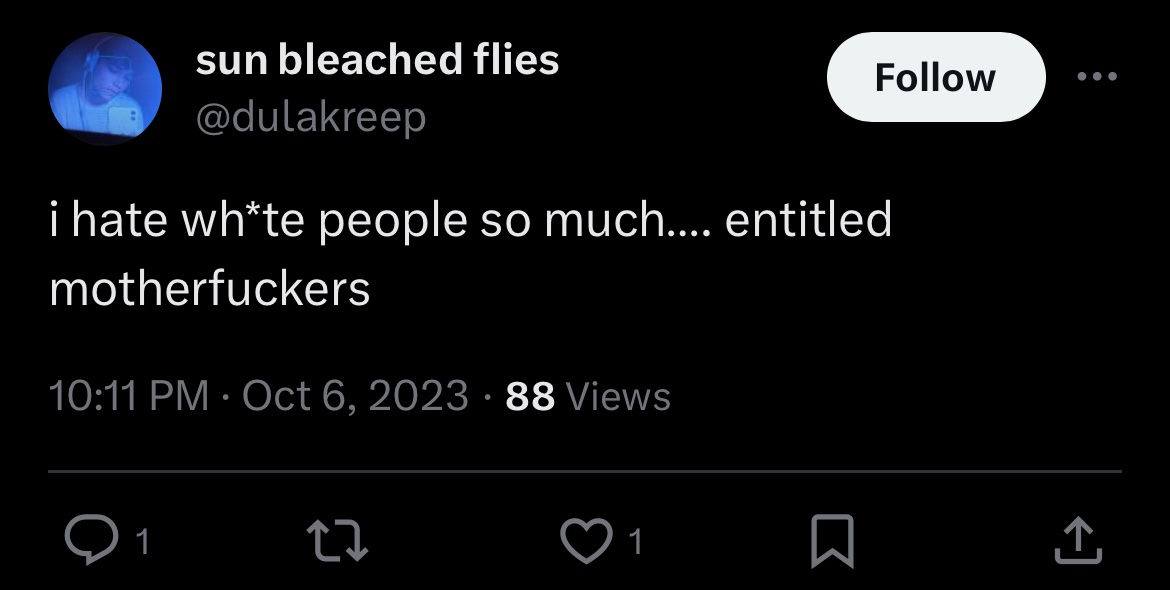 sun bleached flies
@dulakreep
Follow
i hate wh*te people so much.... entitled
motherfuckers
10:11 PM · Oct 6, 2023 · 88 Views
1
1